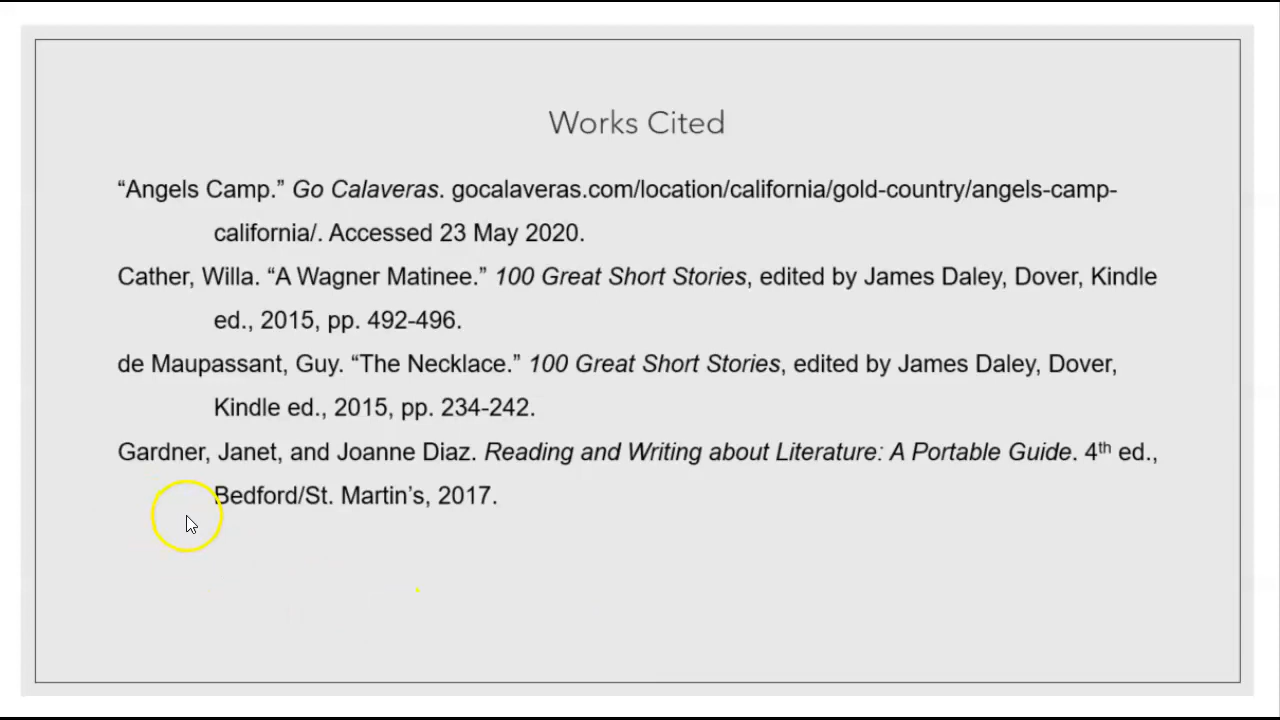 Works Cited
“Angels Camp.” Go Calaveras. gocalaveras.com/location/california/gold-country/angels-camp-
california/. Accessed 23 May 2020.
Cather, Willa. “A Wagner Matinee.” 100 Great Short Stories, edited by James Daley, Dover, Kindle
ed., 2015, pp. 492-496.
de Maupassant, Guy. “The Necklace.” 100 Great Short Stories, edited by James Daley, Dover,
Kindle ed., 2015, pp. 234-242.
Gardner, Janet, and Joanne Diaz. Reading and Writing about Literature: A Portable Guide. 4th ed.,
Bedford/St. Martin’s, 2017.